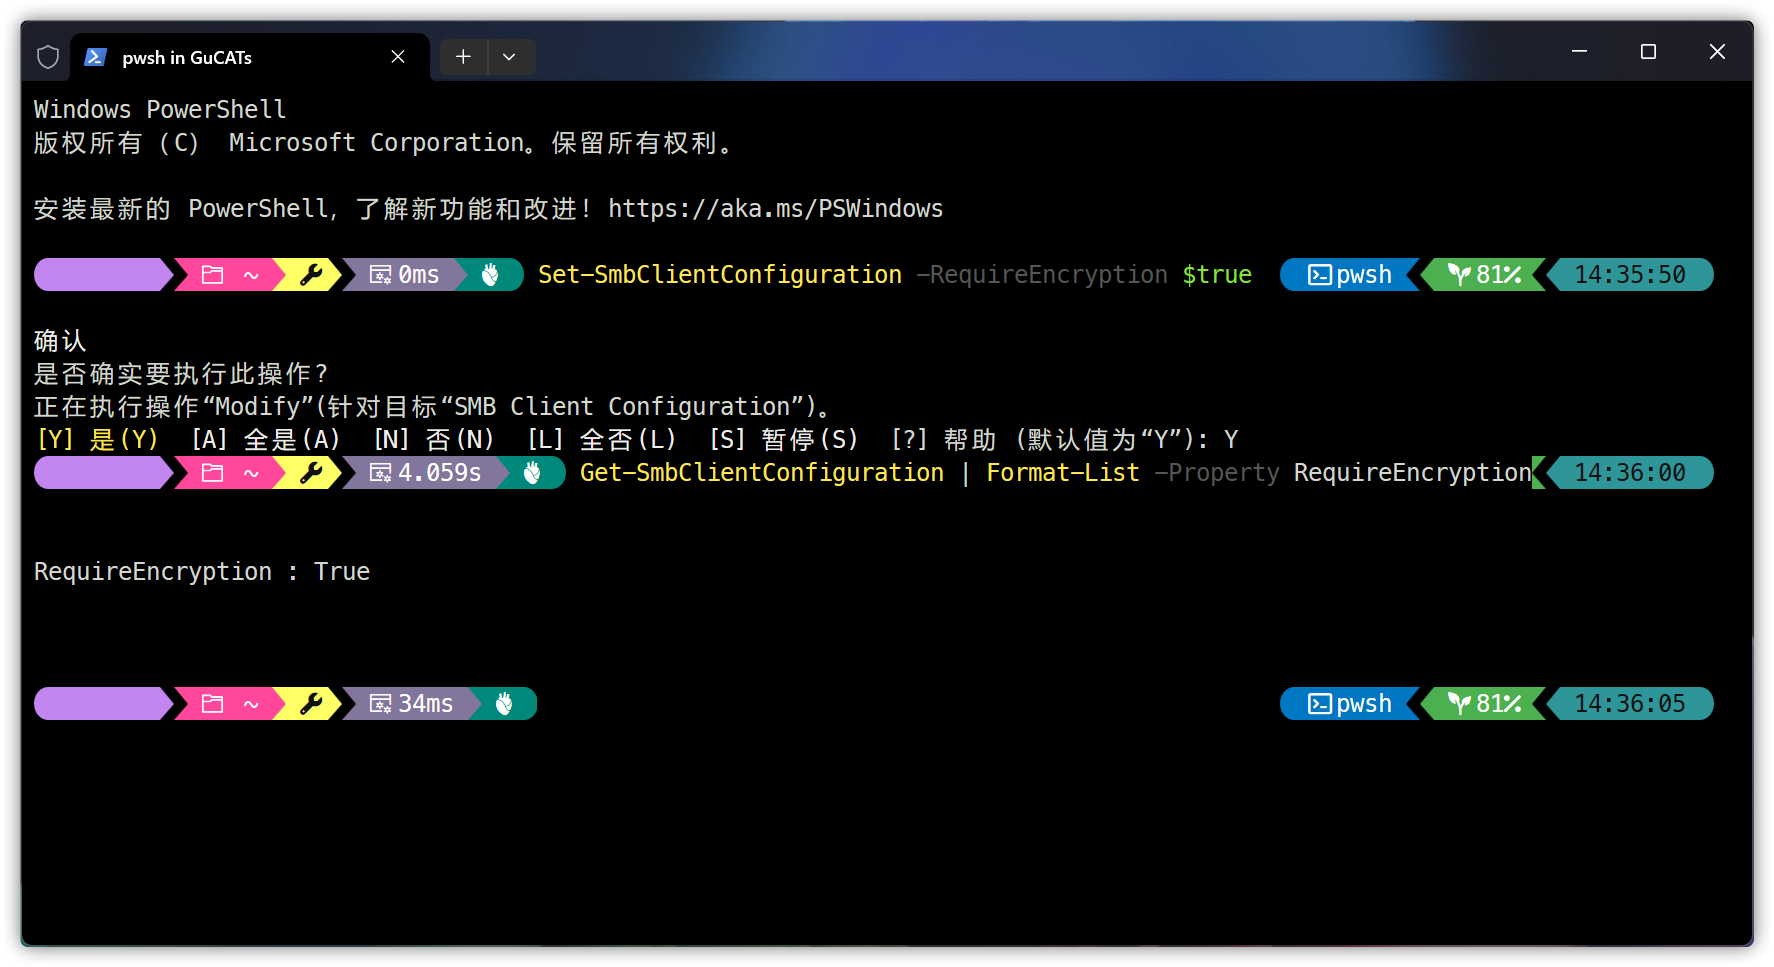 pwsh in GuCATs
Windows PowerShell
版权所有 (C) Microsoft Corporation。保留所有权利。
安装最新的 PowerShell，了解新功能和改进！https://aka.ms/PSWindows
~ 0ms Set-SmbClientConfiguration -RequireEncryption $true pwsh 81% 14:35:50
确认
是否确实要执行此操作?
正在执行操作“Modify”(针对目标“SMB Client Configuration”)。
[Y] 是(Y) [A] 全是(A) [N] 否(N) [L] 全否(L) [S] 暂停(S) [?] 帮助 (默认值为“Y”): Y
~ 4.059s Get-SmbClientConfiguration | Format-List -Property RequireEncryption 14:36:00
RequireEncryption : True
~ 34ms pwsh 81% 14:36:05